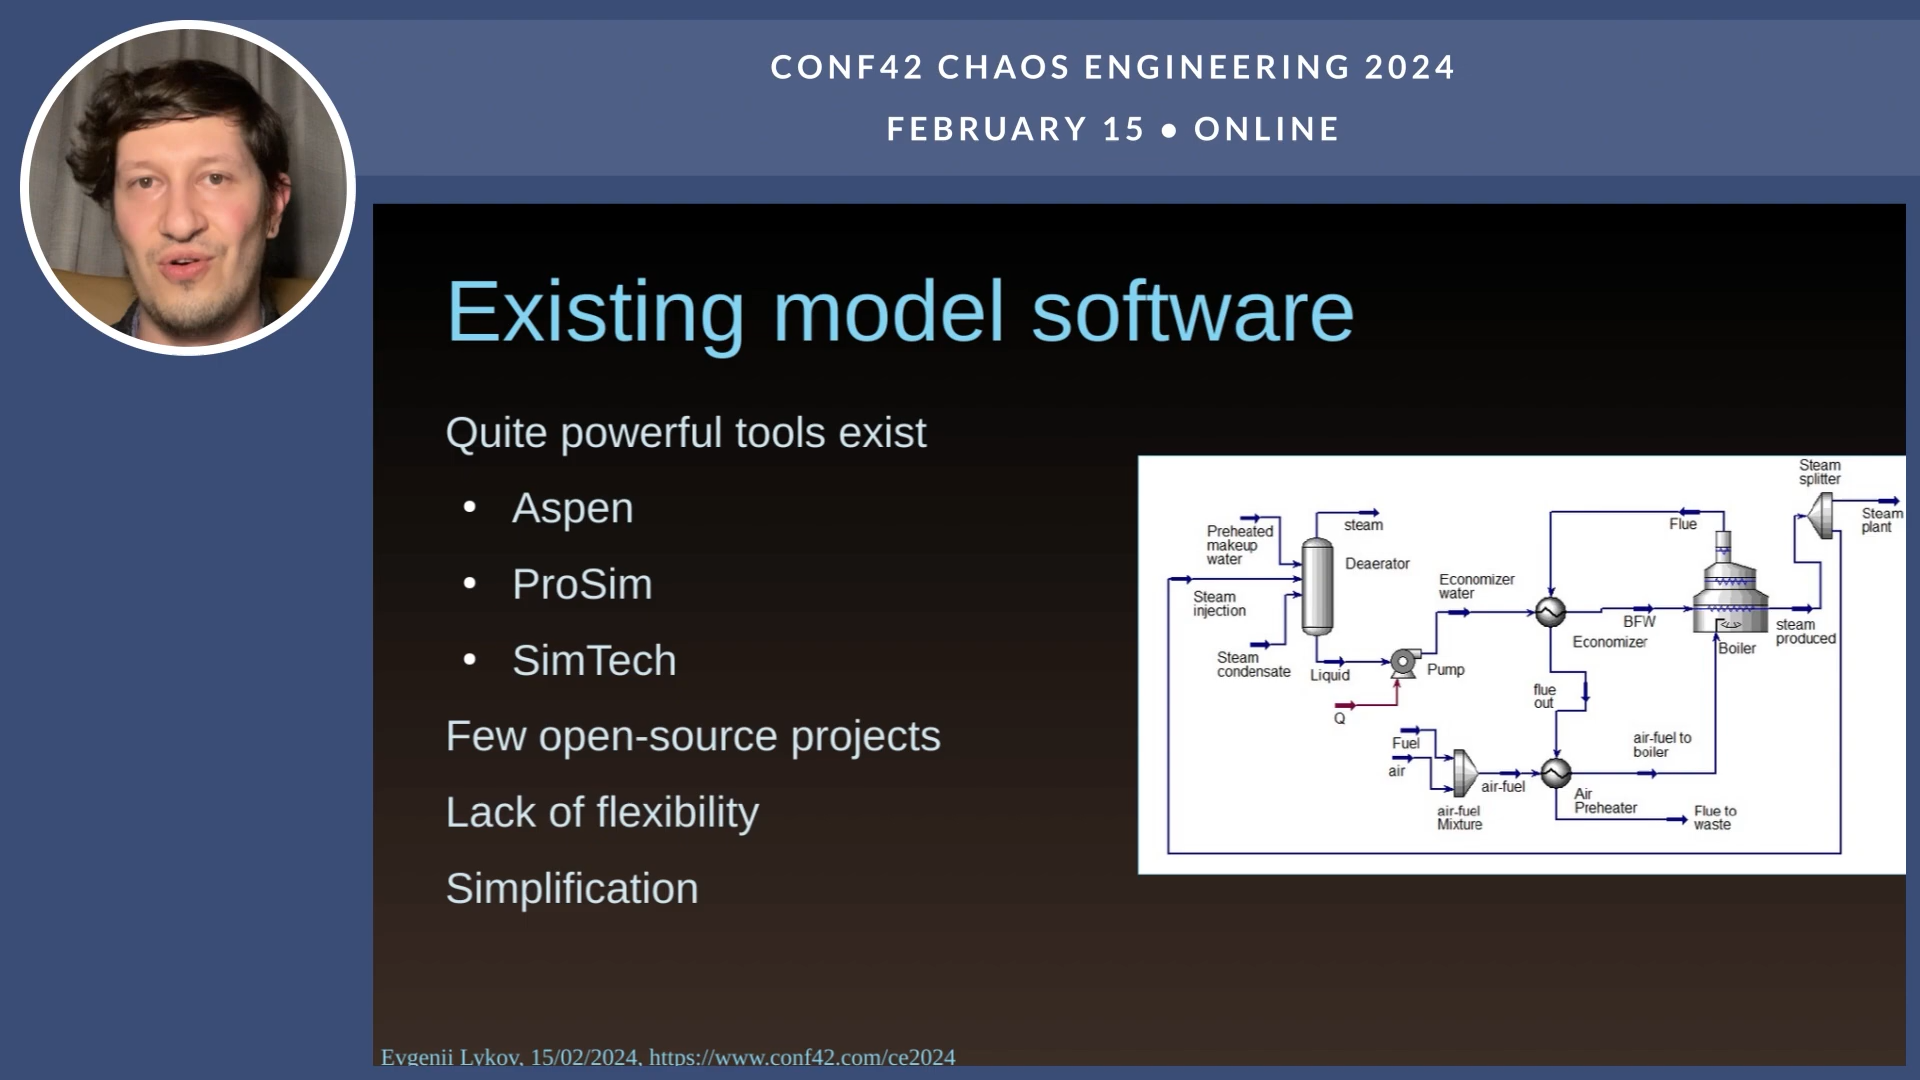 CONF42 CHAOS ENGINEERING 2024
FEBRUARY 15 • ONLINE
Existing model software
Quite powerful tools exist
• Aspen
• ProSim
• SimTech
Few open-source projects
Lack of flexibility
Simplification
Steam
splitter
Steam
plant
Flue
steam
Preheated
makeup
water
Deaerator
Economizer
water
Steam
injection
BFW
steam
produced
Economizer
Boiler
Steam
condensate
Liquid
Pump
flue
out
Q
Fuel
air
air-fuel to
boiler
air-fuel
Air
Preheater
air-fuel
Mixture
Flue to
waste
Evgenii Lykov, 15/02/2024, https://www.conf42.com/ce2024